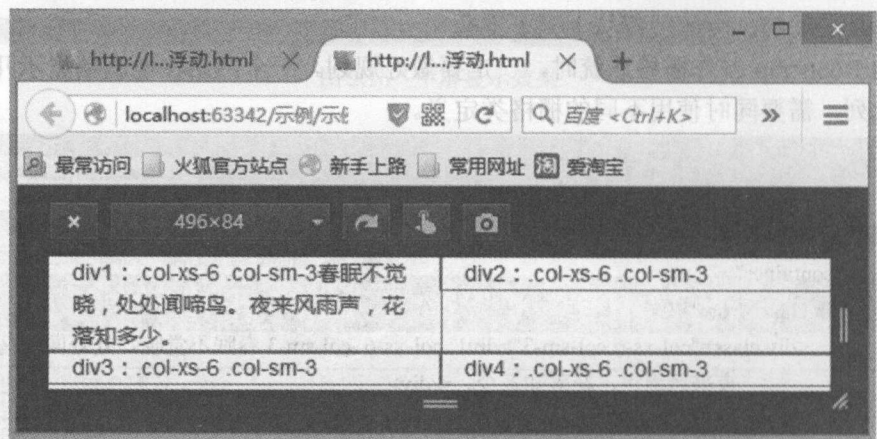 http://l...浮动.html
http://l...浮动.html
localhost:63342/示例/示
百度 <Ctrl+K>
最常访问 火狐官方站点 新手上路 常用网址 淘 爱淘宝
496×84
div1：.col-xs-6 .col-sm-3春眠不觉
晓，处处闻啼鸟。夜来风雨声，花
落知多少。
div2：.col-xs-6 .col-sm-3
div3：.col-xs-6 .col-sm-3
div4：.col-xs-6 .col-sm-3